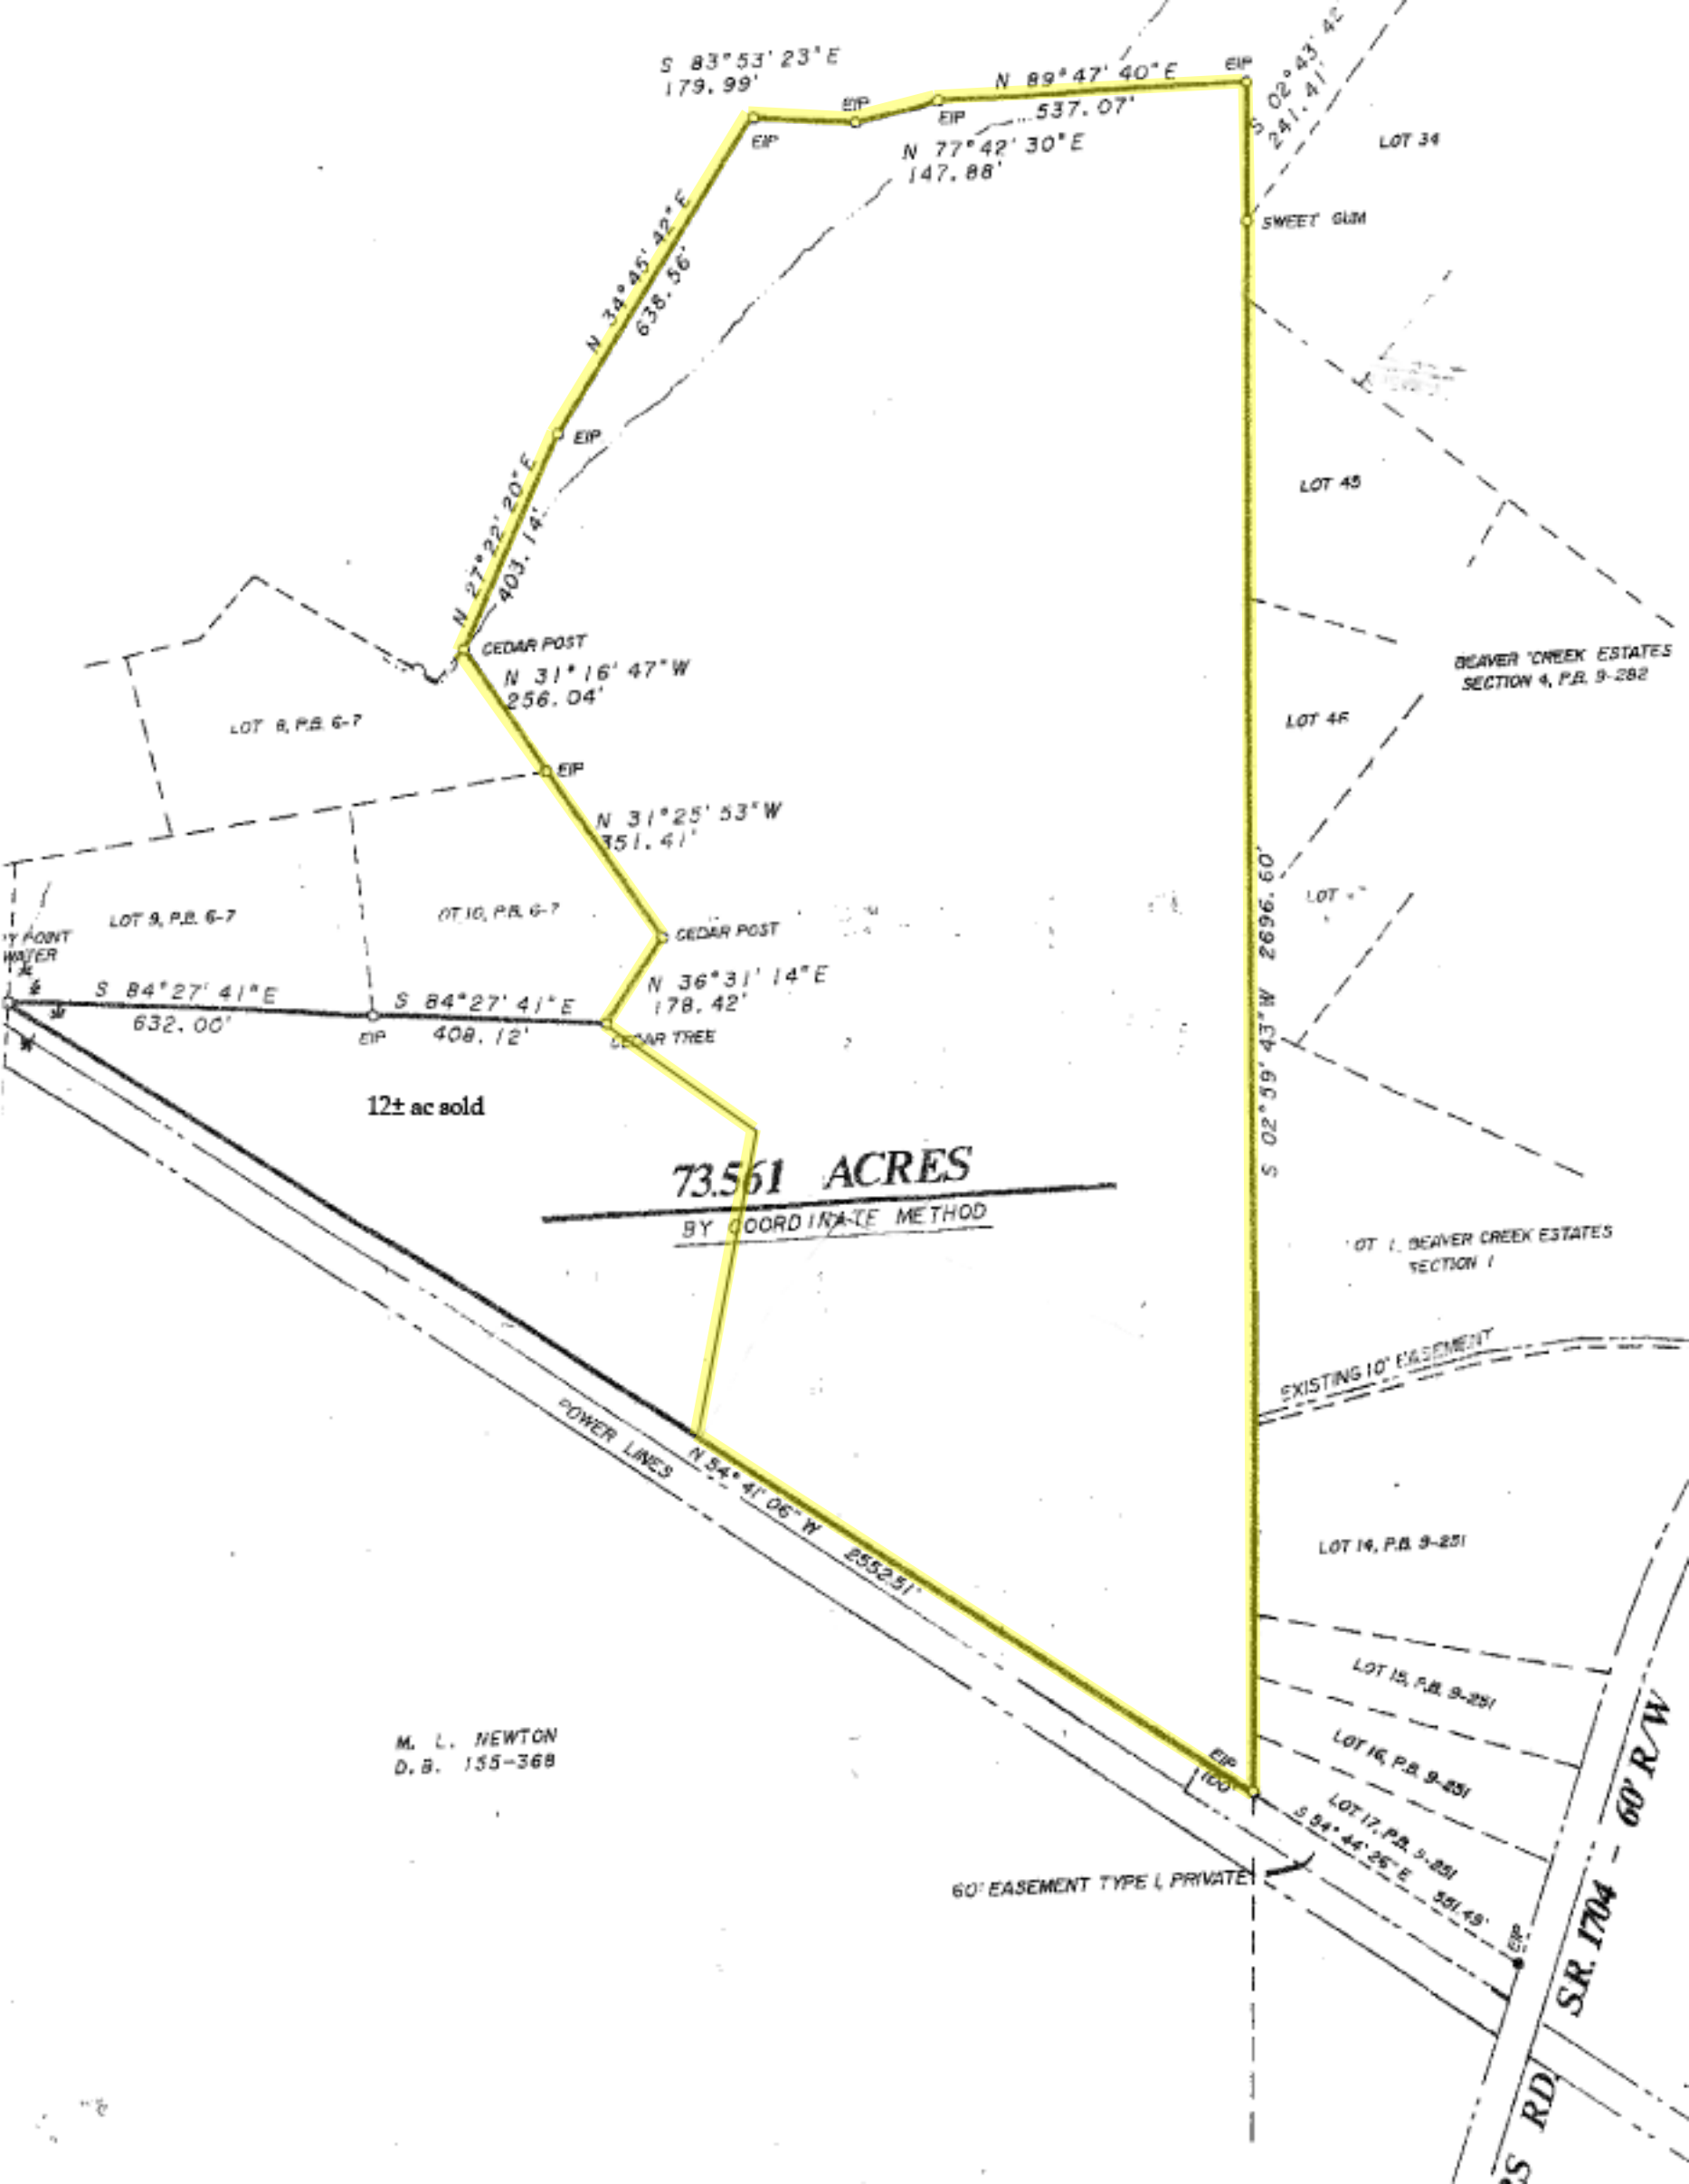 S 83°53'23"E
179.99'
EIP
EIP
EIP
N 89°47'40"E
537.07'
N 77°42'30"E
147.88'
EIP
S 02°43'42
241.41'
LOT 34
SWEET GUM
N 34°45'42"E
638.56'
EIP
LOT 45
N 27°22'20"E
403.14'
CEDAR POST
N 31°16'47"W
256.04'
BEAVER CREEK ESTATES
SECTION 4, P.B. 9-282
LOT 46
LOT 8, P.B. 6-7
EIP
N 31°25'53"W
351.41'
LOT
LOT 9, P.B. 6-7
OT 10, P.B. 6-7
CEDAR POST
'Y POINT
WATER
S 84°27'41"E
632.00'
EIP
S 84°27'41"E
408.12'
N 36°31'14"E
178.42'
CEDAR TREE
S 02°59'43"W 2696.60'
12± ac sold
73.561 ACRES
BY COORDINATE METHOD
OT 1, BEAVER CREEK ESTATES
SECTION 1
EXISTING 10' EASEMENT
POWER LINES
N 54°41'06"W 2552.51'
LOT 14, P.B. 9-251
LOT 15, P.B. 9-251
LOT 16, P.B. 9-251
LOT 17, P.B. 9-251
S 54°44'26"E 551.49'
EIP
100'
EIP
M. L. NEWTON
D.B. 155-368
60' EASEMENT TYPE I, PRIVATE
S.R. 1704 - 60' R/W
RS RD.